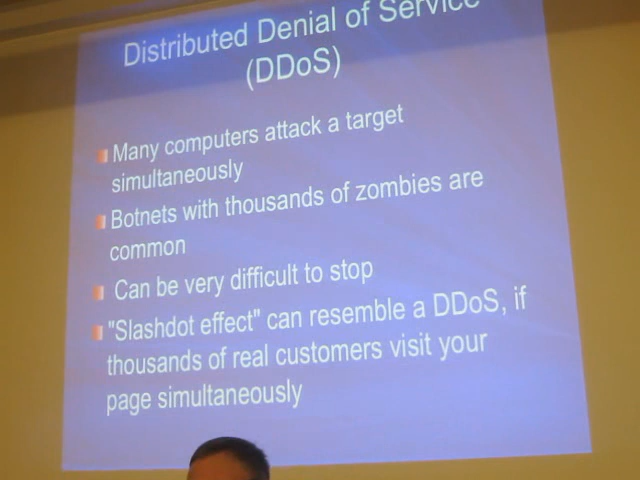 Distributed Denial of Service
(DDoS)
Many computers attack a target
simultaneously
Botnets with thousands of zombies are
common
Can be very difficult to stop
"Slashdot effect" can resemble a DDoS, if
thousands of real customers visit your
page simultaneously